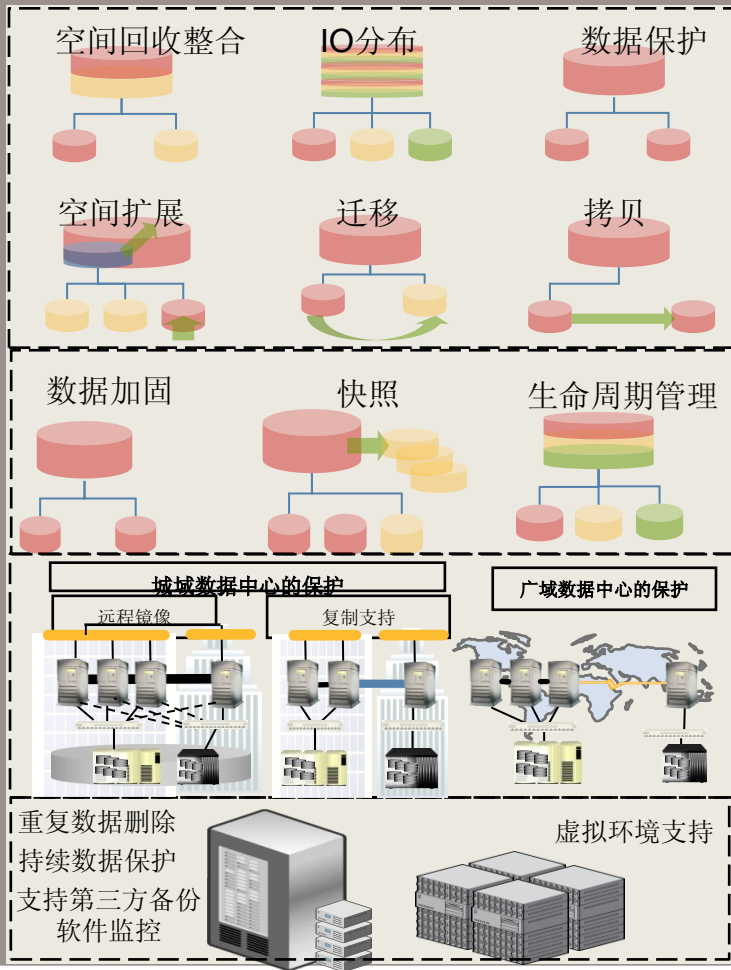 空间回收整合
IO分布
数据保护
空间扩展
迁移
拷贝
数据加固
快照
生命周期管理
城域数据中心的保护
广域数据中心的保护
远程镜像
复制支持
重复数据删除
持续数据保护
支持第三方备份
软件监控
虚拟环境支持